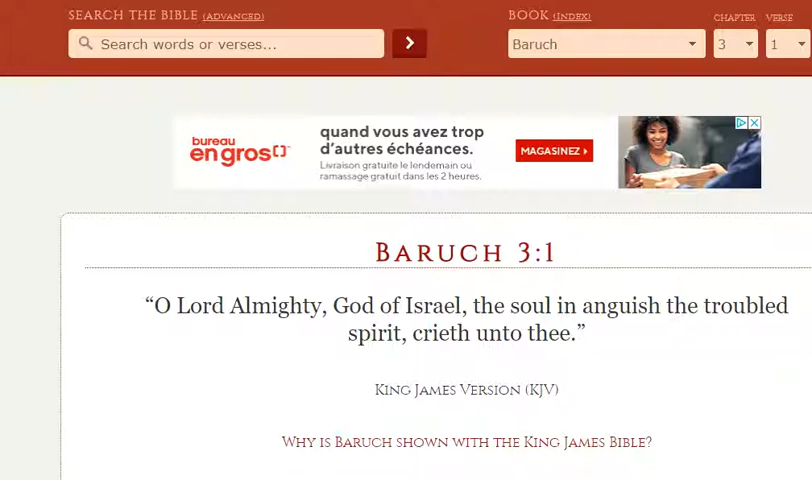 SEARCH THE BIBLE (ADVANCED)
BOOK (INDEX)
CHAPTER
VERSE
Search words or verses...
Baruch
3
1
bureau
en gros
quand vous avez trop
d'autres échéances.
Livraison gratuite le lendemain ou
ramassage gratuit dans les 2 heures.
MAGASINEZ
BARUCH 3:1
“O Lord Almighty, God of Israel, the soul in anguish the troubled
spirit, crieth unto thee.”
KING JAMES VERSION (KJV)
WHY IS BARUCH SHOWN WITH THE KING JAMES BIBLE?